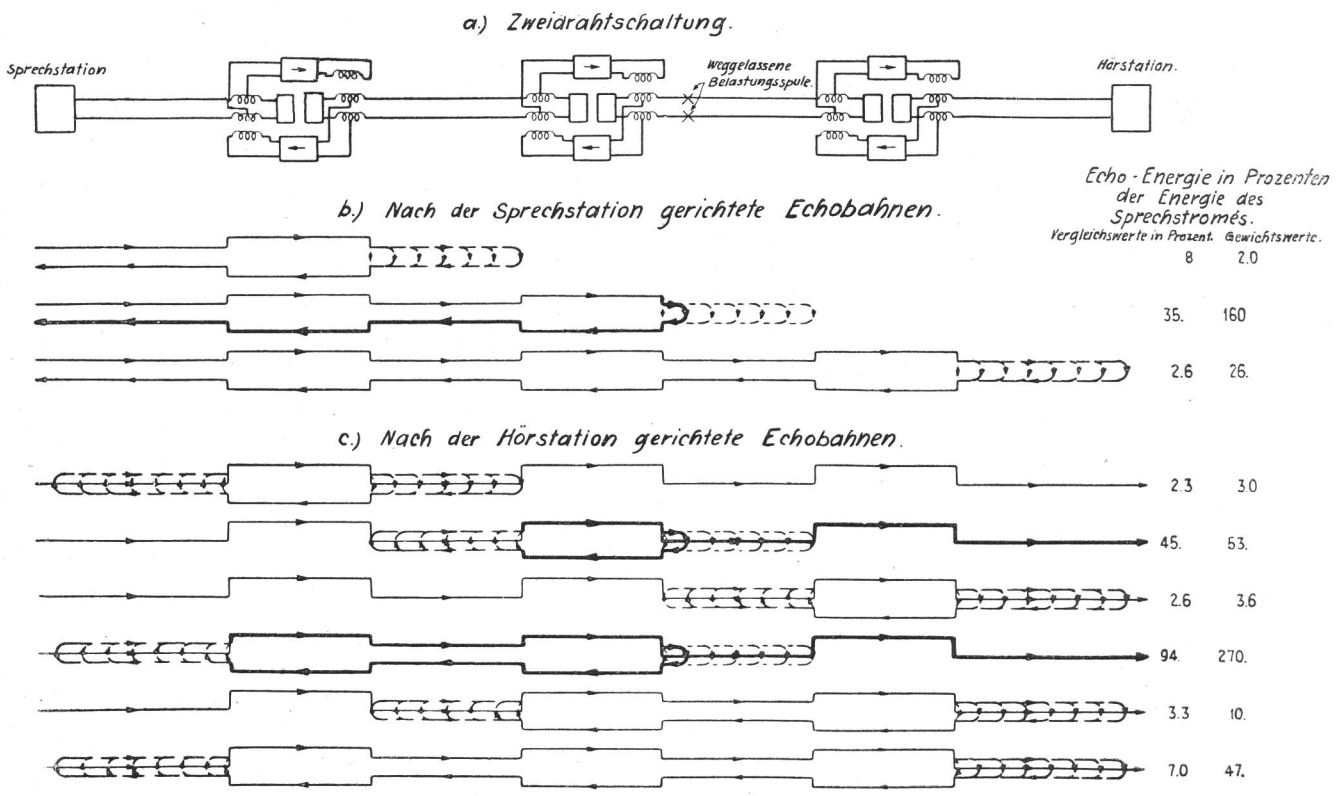 a.) Zweidrahtschaltung.
Sprechstation
Weggelassene
Belastungsspule.
Hörstation.
Echo-Energie in Prozenten
der Energie des
Sprechstromés.
Vergleichswerte in Prozent. Gewichtswerte.
b.) Nach der Sprechstation gerichtete Echobahnen.
8 2.0
35. 160
2.6 26.
c.) Nach der Hörstation gerichtete Echobahnen.
2.3 3.0
45. 53.
2.6 3.6
94. 270.
3.3 10.
7.0 47.